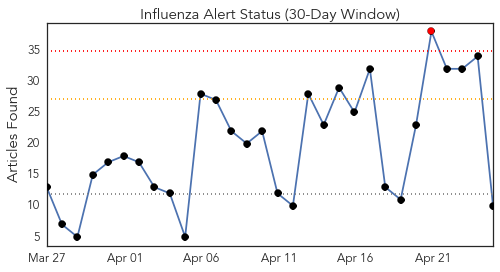 Influenza Alert Status (30-Day Window)
Articles Found
35
30
25
20
15
10
5
Mar 27
Apr 01
Apr 06
Apr 11
Apr 16
Apr 21